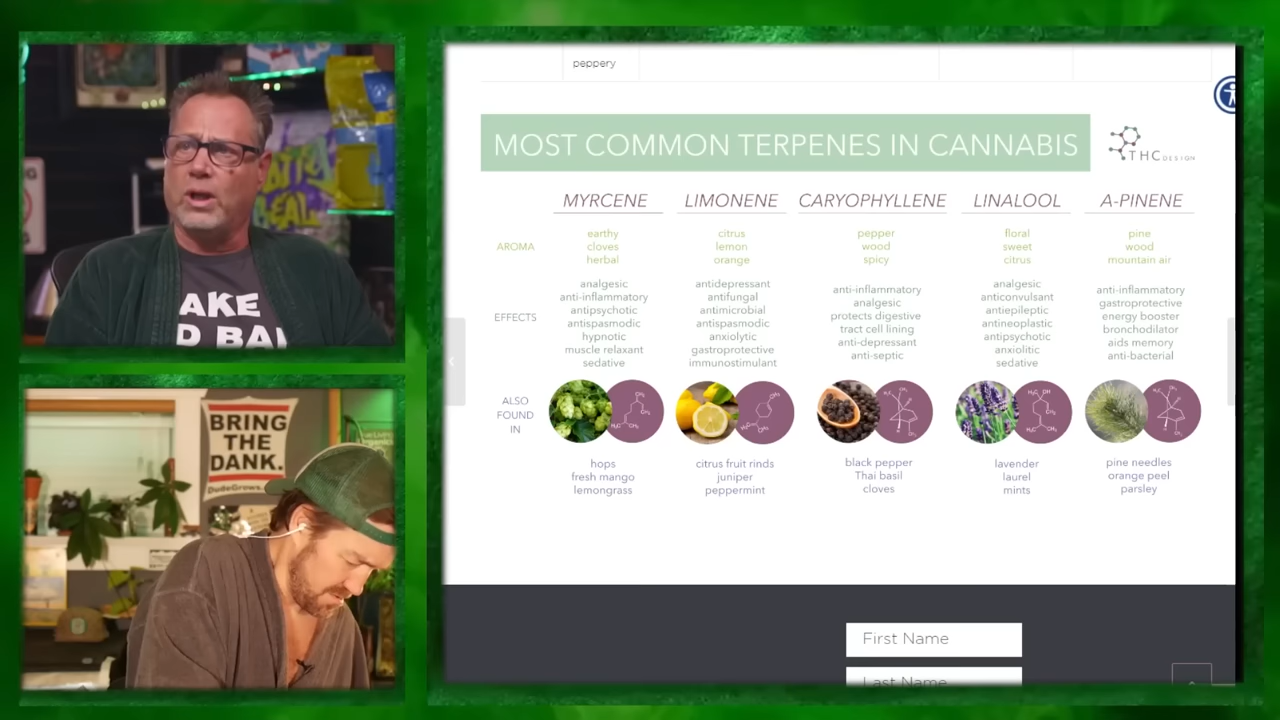 AKE
D BA
BRING
THE
DANK.
DudeGrows.
peppery
MOST COMMON TERPENES IN CANNABIS
THC DESIGN
MYRCENE LIMONENE CARYOPHYLLENE LINALOOL A-PINENE
AROMA
earthy
cloves
herbal
citrus
lemon
orange
pepper
wood
spicy
floral
sweet
citrus
pine
wood
mountain air
EFFECTS
analgesic
anti-inflammatory
antipsychotic
antispasmodic
hypnotic
muscle relaxant
sedative
antidepressant
antifungal
antimicrobial
antispasmodic
anxiolytic
gastroprotective
immunostimulant
anti-inflammatory
analgesic
protects digestive
tract cell lining
anti-depressant
anti-septic
analgesic
anticonvulsant
antiepileptic
antineoplastic
antipsychotic
anxiolitic
sedative
anti-inflammatory
gastroprotective
energy booster
bronchodilator
aids memory
anti-bacterial
ALSO
FOUND
IN
hops
fresh mango
lemongrass
citrus fruit rinds
juniper
peppermint
black pepper
Thai basil
cloves
lavender
laurel
mints
pine needles
orange peel
parsley
First Name
Last Name